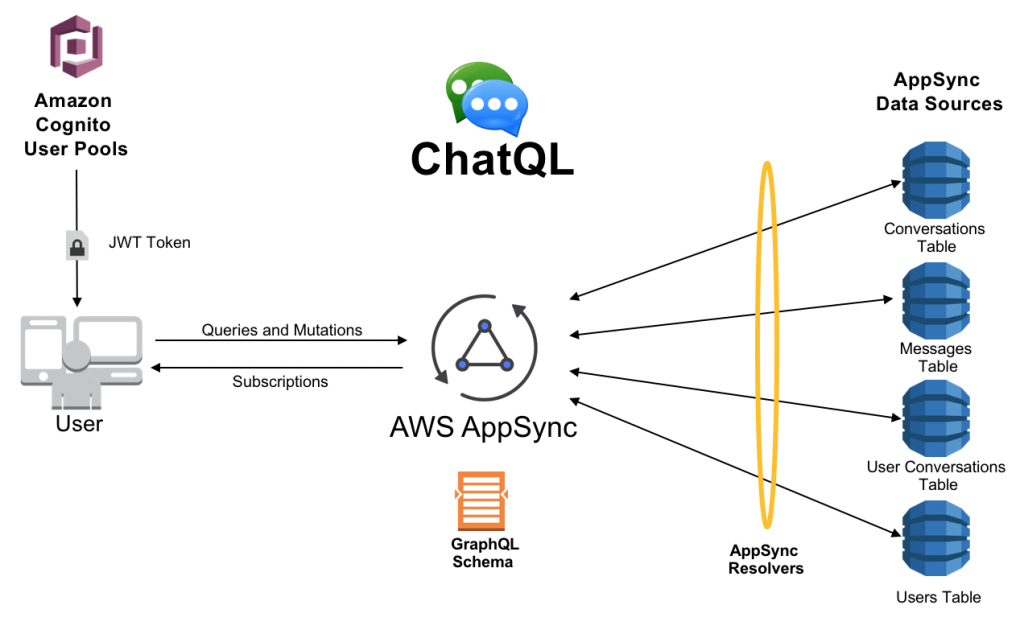 Amazon
Cognito
User Pools
JWT Token
User
Queries and Mutations
Subscriptions
ChatQL
AWS AppSync
GraphQL
Schema
AppSync
Resolvers
AppSync
Data Sources
Conversations
Table
Messages
Table
User Conversations
Table
Users Table